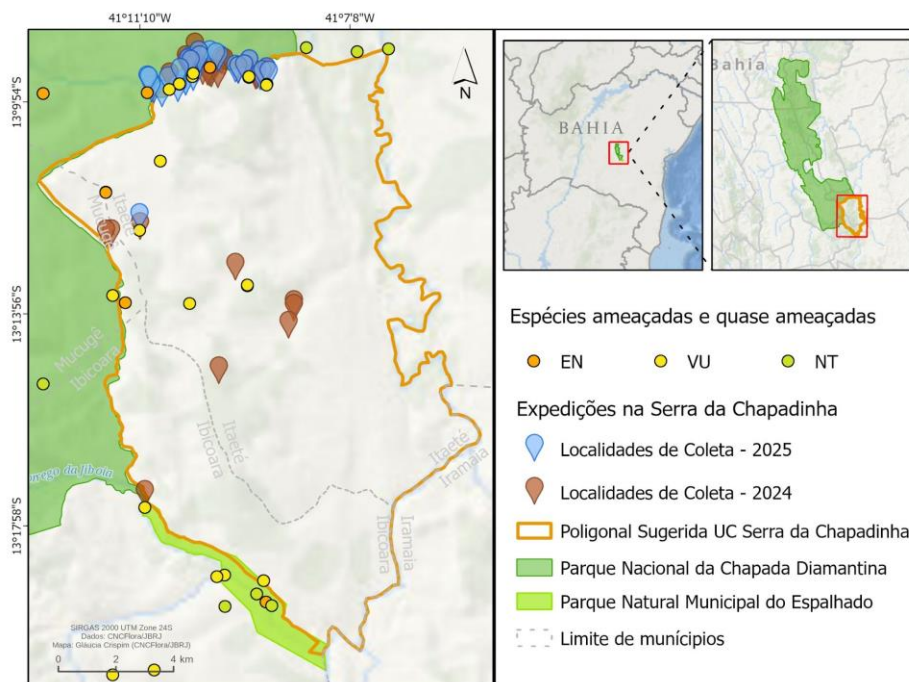 41°11'10"W
41°7'8"W
13°9'54"S
13°13'56"S
13°17'58"S
N
Itaetê
Mucugê
Mucugê
Ibicoara
Itaetê
Ibicoara
Itaetê
Iramaia
Iramaia
Ibicoara
SIRGAS 2000 UTM Zone 24S
Dados: CNCFlora/JBRJ
Mapa: Gláucia Crispim (CNCFlora/JBRJ)
0 2 4 km
BAHIA
Bahia
Espécies ameaçadas e quase ameaçadas
EN VU NT
Expedições na Serra da Chapadinha
Localidades de Coleta - 2025
Localidades de Coleta - 2024
Poligonal Sugerida UC Serra da Chapadinha
Parque Nacional da Chapada Diamantina
Parque Natural Municipal do Espalhado
Limite de munícipios